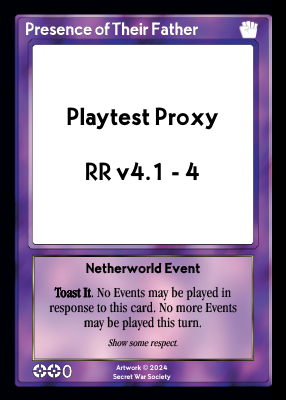 Presence of Their Father
Playtest Proxy
RR v4.1 - 4
Netherworld Event
Toast It. No Events may be played in
response to this card. No more Events
may be played this turn.
Show some respect.
0
Artwork © 2024
Secret War Society